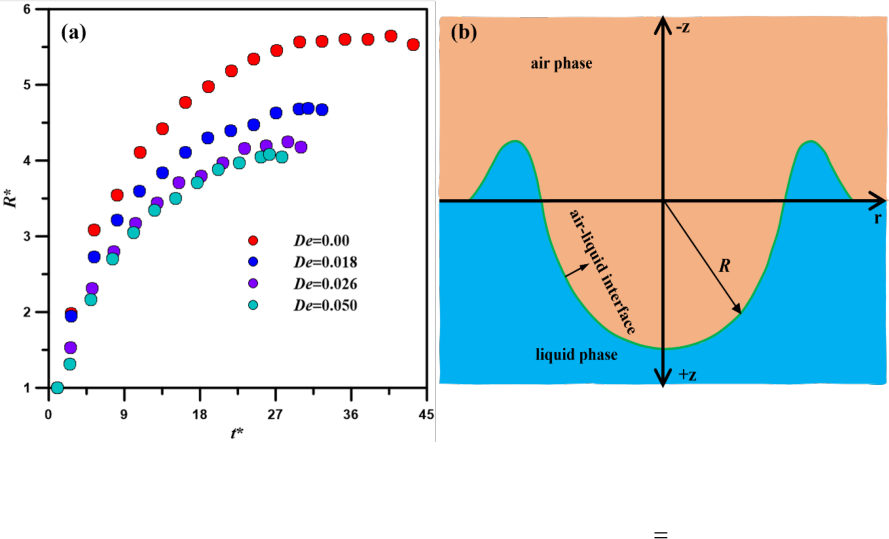 (a)
R*
6
5
4
3
2
1
0
9
18
27
36
45
t*
De=0.00
De=0.018
De=0.026
De=0.050
(b)
-z
air phase
r
air-liquid interface
R
liquid phase
+z
=